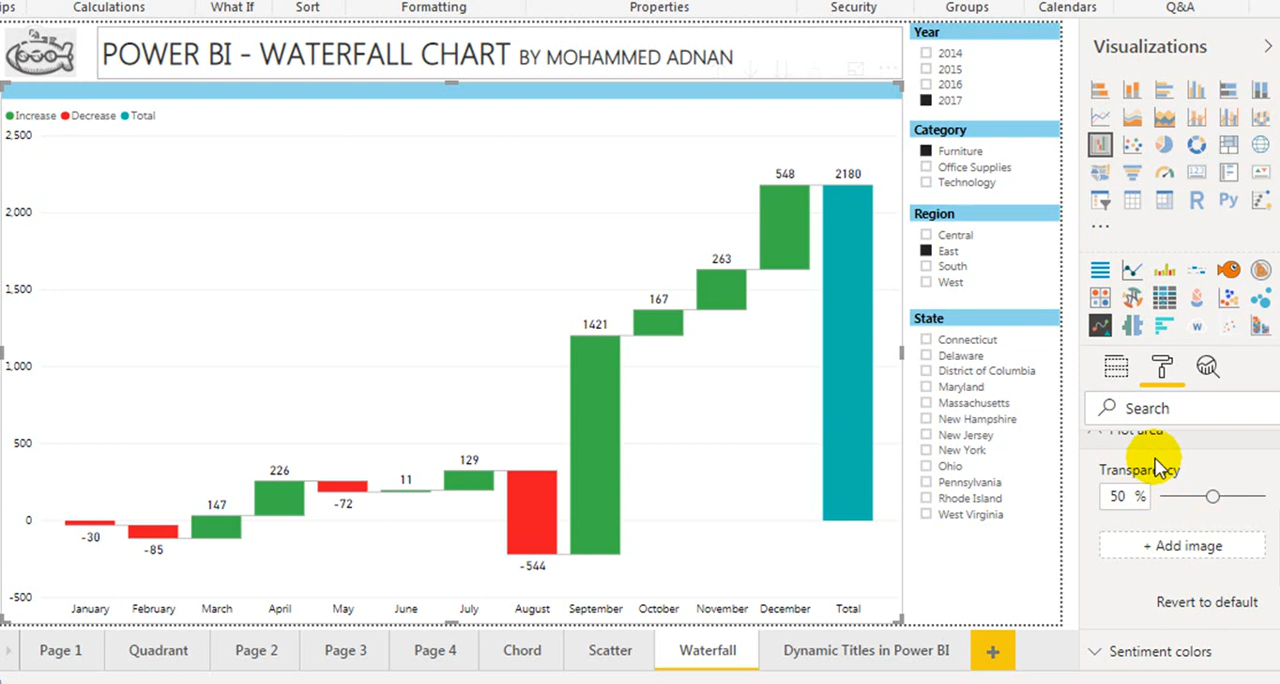 ps Calculations What If Sort Formatting Properties Security Groups Calendars Q&A
POWER BI - WATERFALL CHART BY MOHAMMED ADNAN
Increase Decrease Total
2,500
2,000
1,500
1,000
500
0
-500
-30
-85
147
226
-72
11
129
-544
1421
167
263
548
2180
January February March April May June July August September October November December Total
Year
2014
2015
2016
2017
Category
Furniture
Office Supplies
Technology
Region
Central
East
South
West
State
Connecticut
Delaware
District of Columbia
Maryland
Massachusetts
New Hampshire
New Jersey
New York
Ohio
Pennsylvania
Rhode Island
West Virginia
Visualizations
123
R Py
W
Search
Plot area
Transparency
50 %
+ Add image
Revert to default
Sentiment colors
Page 1 Quadrant Page 2 Page 3 Page 4 Chord Scatter Waterfall Dynamic Titles in Power BI +